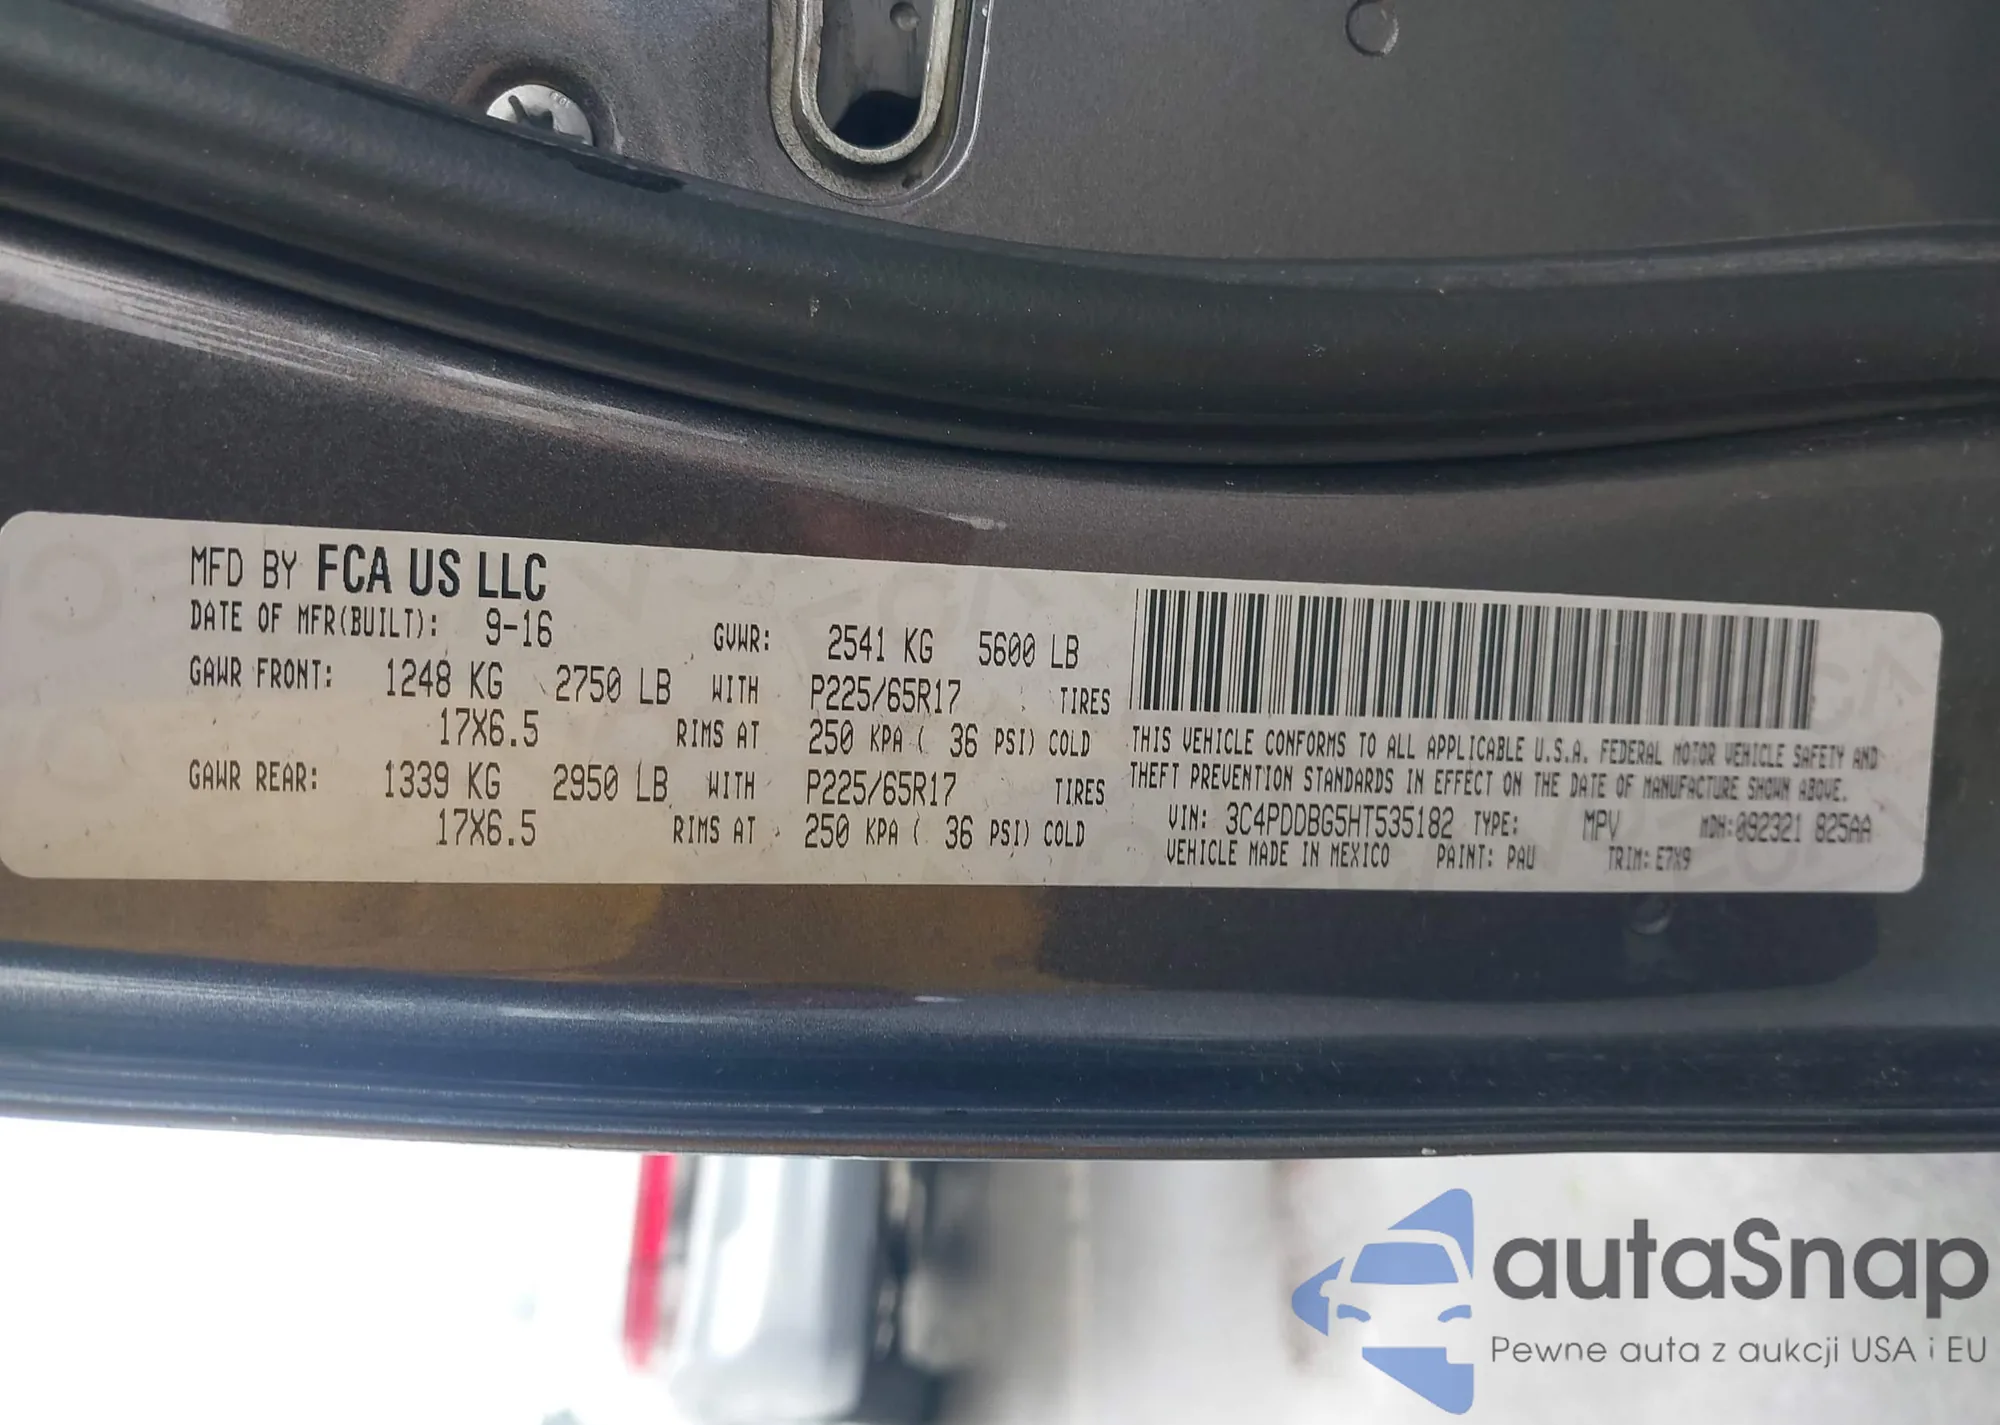 MFD BY FCA US LLC
DATE OF MFR(BUILT): 9-16 GVWR: 2541 KG 5600 LB
GAWR FRONT: 1248 KG 2750 LB WITH P225/65R17 TIRES
17X6.5 RIMS AT 250 KPA ( 36 PSI) COLD
GAWR REAR: 1339 KG 2950 LB WITH P225/65R17 TIRES
17X6.5 RIMS AT 250 KPA ( 36 PSI) COLD
THIS VEHICLE CONFORMS TO ALL APPLICABLE U.S.A. FEDERAL MOTOR VEHICLE SAFETY AND
THEFT PREVENTION STANDARDS IN EFFECT ON THE DATE OF MANUFACTURE SHOWN ABOVE.
VIN: 3C4PDDBG5HT535182 TYPE: MPV MDH:092321 825AA
VEHICLE MADE IN MEXICO PAINT: PAU TRIM: E7X9
autaSnap
Pewne auta z aukcji USA i EU